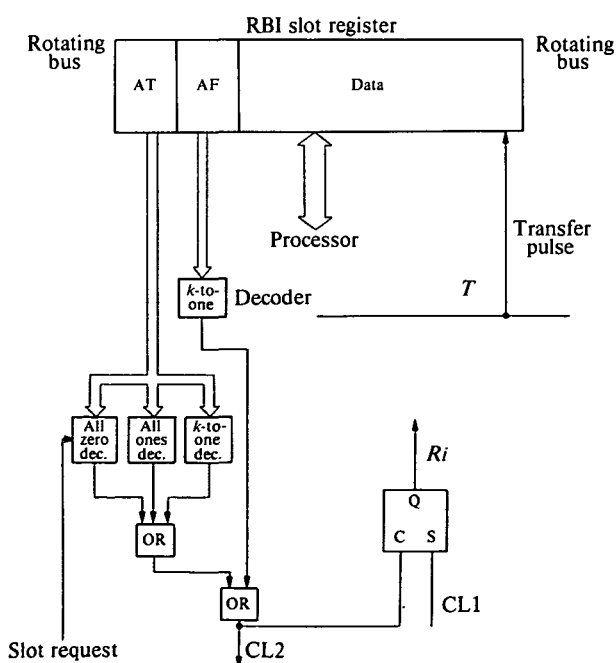 RBI slot register
Rotating
bus
Rotating
bus
AT
AF
Data
Processor
Transfer
pulse
T
k-to-
one
Decoder
All
zero
dec.
All
ones
dec.
k-to-
one
dec.
Ri
Q
C S
OR
OR
CL1
Slot request
CL2